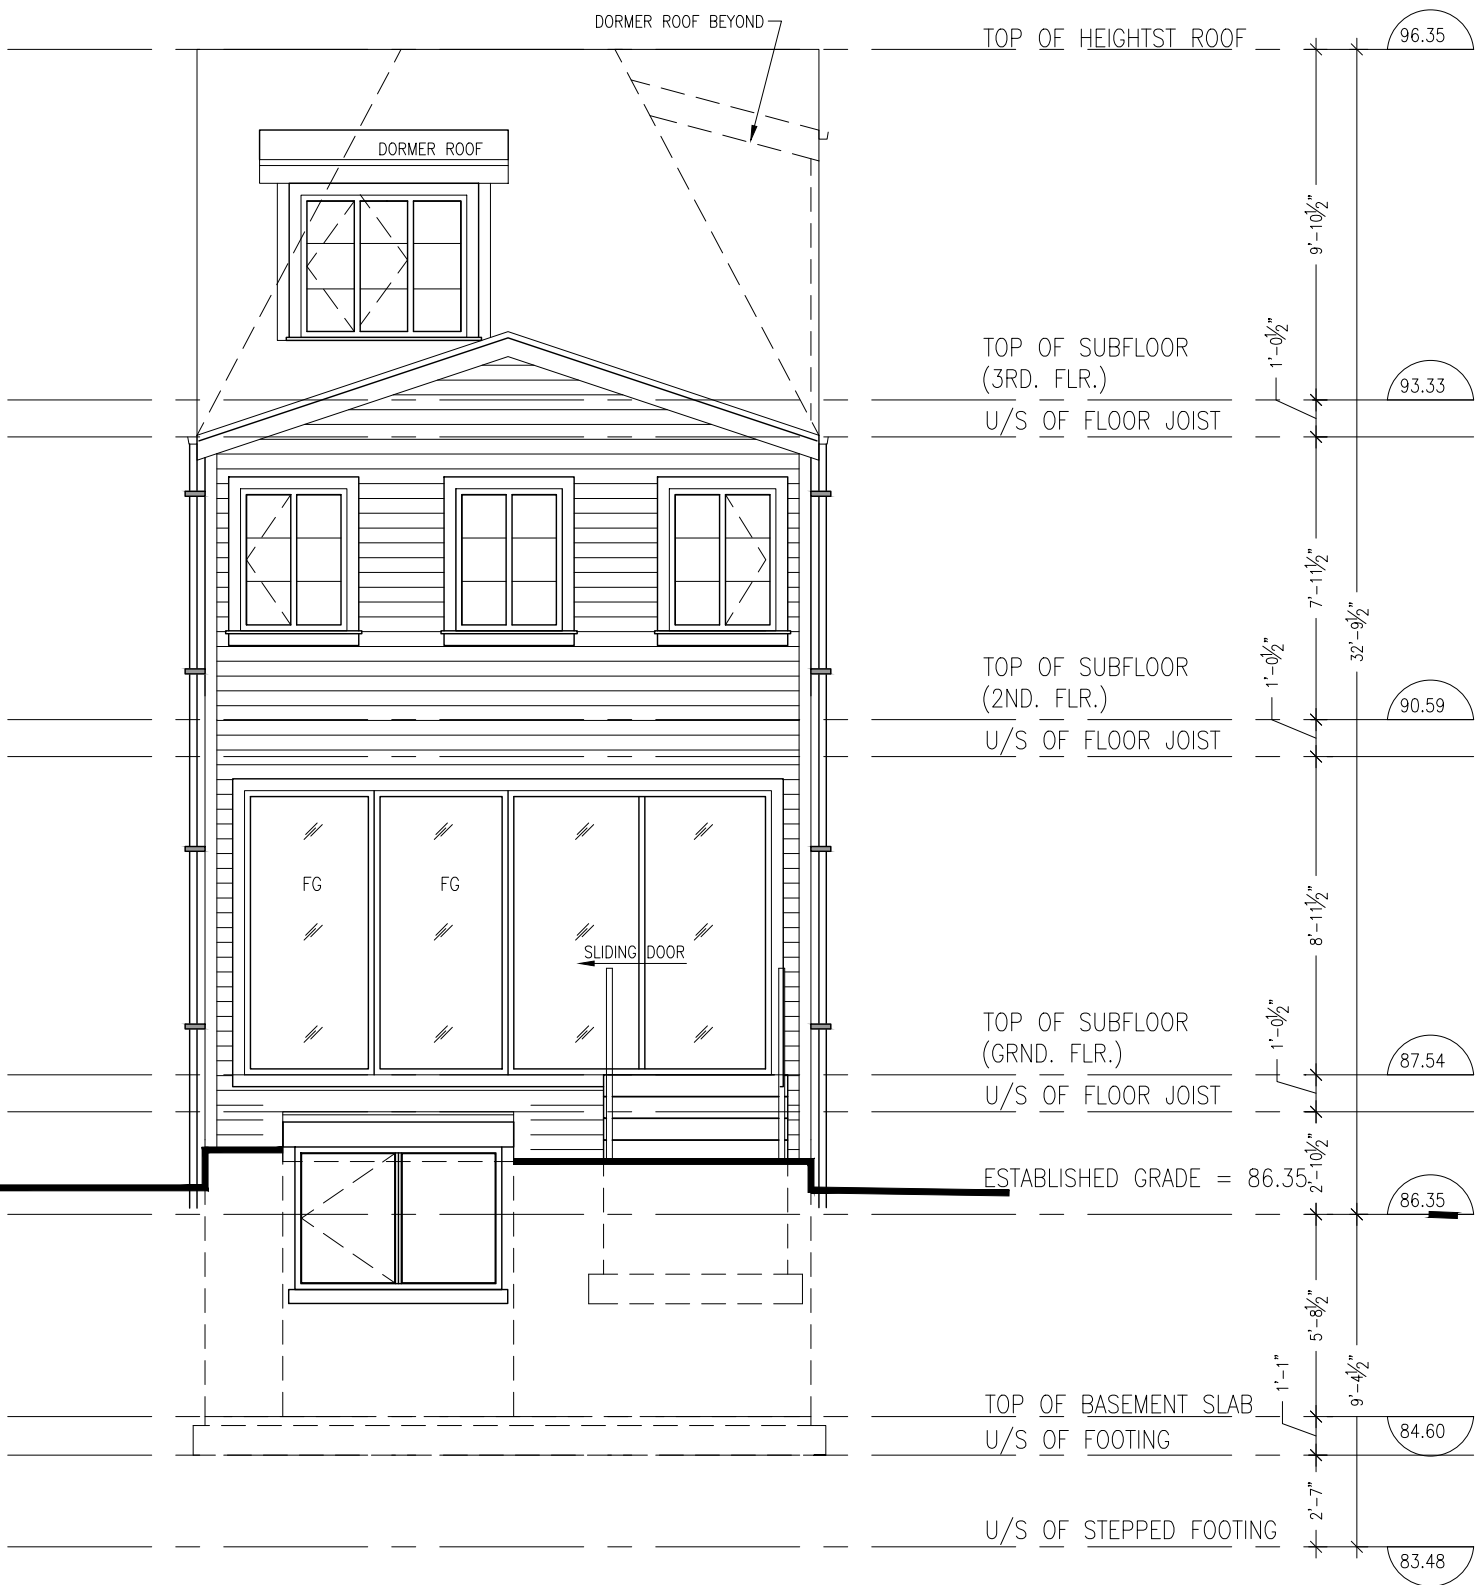 DORMER ROOF BEYOND
TOP OF HEIGHTST ROOF
96.35
DORMER ROOF
9'-10½"
1'-0½"
TOP OF SUBFLOOR
(3RD. FLR.)
93.33
U/S OF FLOOR JOIST
7'-11½"
32'-9½"
1'-0½"
TOP OF SUBFLOOR
(2ND. FLR.)
90.59
U/S OF FLOOR JOIST
FG
FG
8'-11½"
SLIDING DOOR
1'-0½"
TOP OF SUBFLOOR
(GRND. FLR.)
87.54
U/S OF FLOOR JOIST
2'-10½"
ESTABLISHED GRADE = 86.35
86.35
5'-8½"
9'-4½"
1'-1"
TOP OF BASEMENT SLAB
84.60
U/S OF FOOTING
2'-7"
U/S OF STEPPED FOOTING
83.48